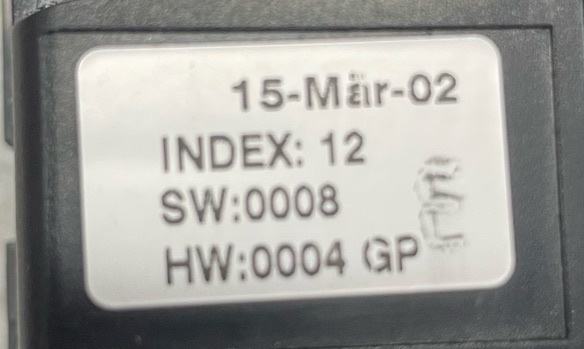 15-Mär-02
INDEX: 12
SW:0008
HW:0004 GP